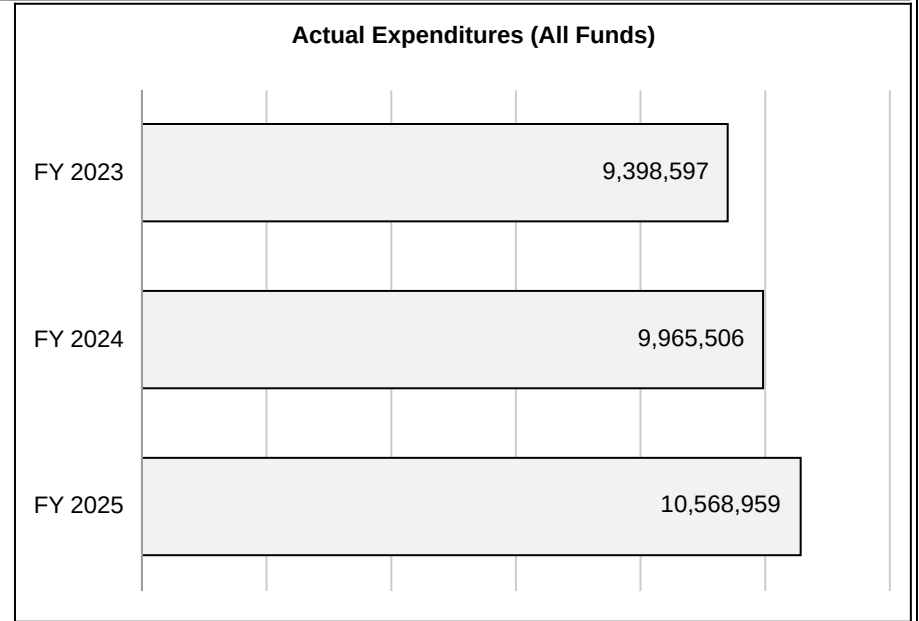 Actual Expenditures (All Funds)
FY 2023
9,398,597
FY 2024
9,965,506
FY 2025
10,568,959